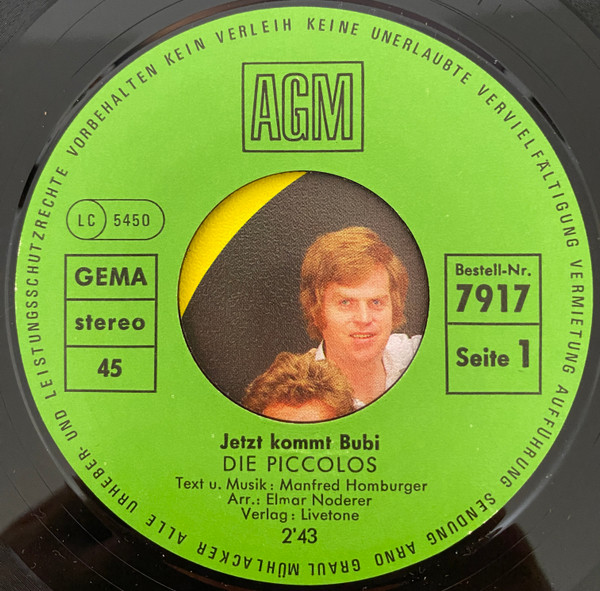 ALLE URHEBER- UND LEISTUNGSSCHUTZRECHTE VORBEHALTEN KEIN VERLEIH KEINE UNERLAUBTE VERVIELFÄLTIGUNG VERMIETUNG AUFFÜHRUNG SENDUNG ARNO GRAUL MÜHLACKER
AGM
LC 5450
GEMA
stereo
45
Bestell-Nr.
7917
Seite 1
Jetzt kommt Bubi
DIE PICCOLOS
Text u. Musik: Manfred Homburger
Arr.: Elmar Noderer
Verlag: Livetone
2'43